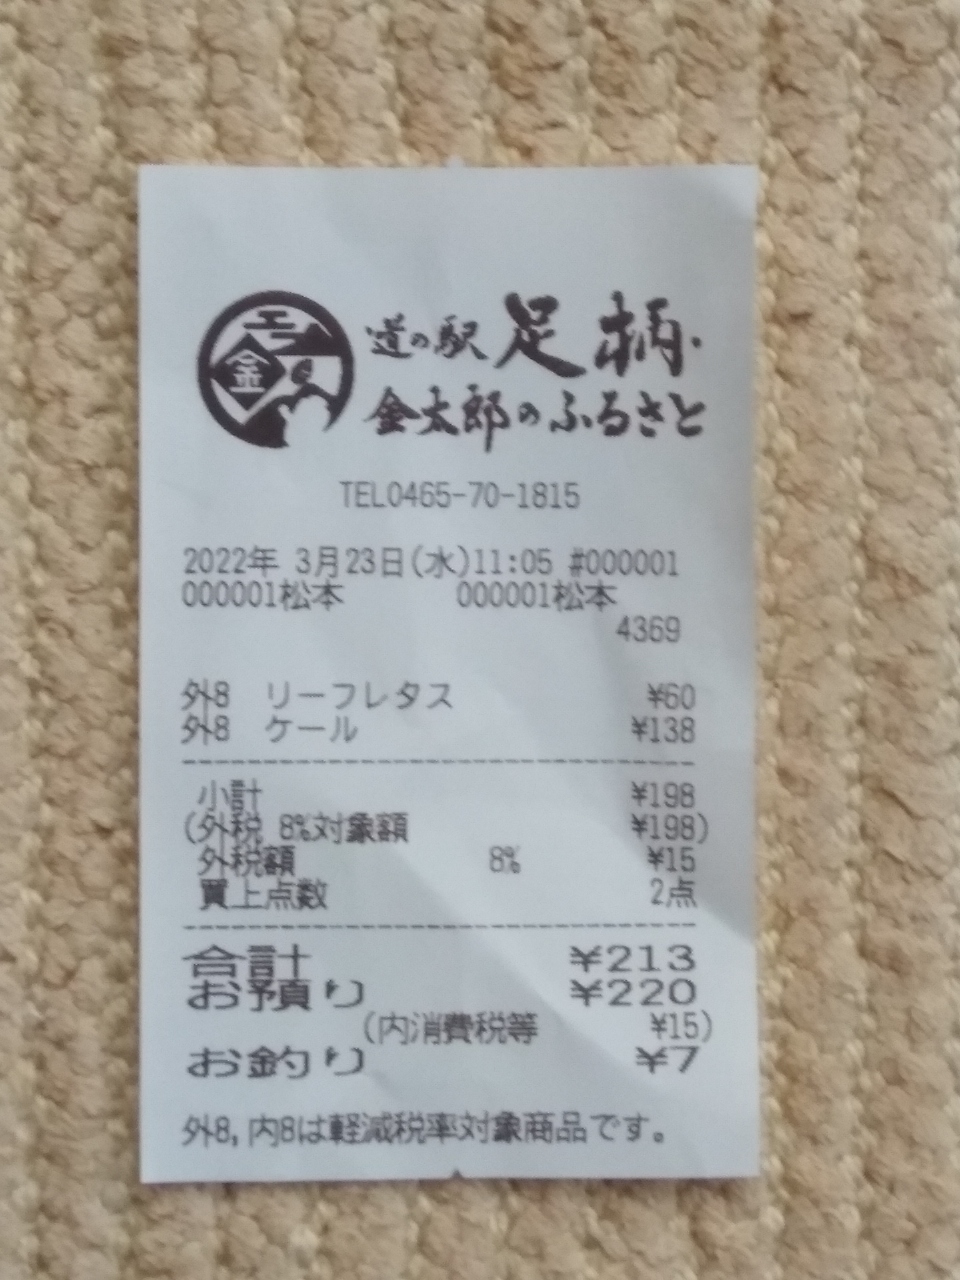 金
道の駅 足柄・
金太郎のふるさと
TEL0465-70-1815
2022年 3月23日(水)11:05 #000001
000001松本 000001松本
4369
外8 リーフレタス ¥60
外8 ケール ¥138
小計 ¥198
(外税 8%対象額 ¥198)
外税額 8% ¥15
買上点数 2点
合計 ¥213
お預り ¥220
(内消費税等 ¥15)
お釣り ¥7
外8,内8は軽減税率対象商品です。